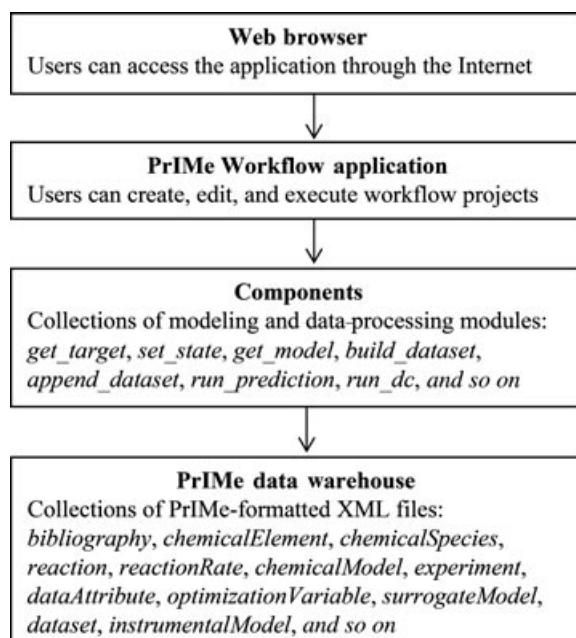 Web browser
Users can access the application through the Internet
PrIMe Workflow application
Users can create, edit, and execute workflow projects
Components
Collections of modeling and data-processing modules:
get_target, set_state, get_model, build_dataset,
append_dataset, run_prediction, run_dc, and so on
PrIMe data warehouse
Collections of PrIMe-formatted XML files:
bibliography, chemicalElement, chemicalSpecies,
reaction, reactionRate, chemicalModel, experiment,
dataAttribute, optimizationVariable, surrogateModel,
dataset, instrumentalModel, and so on